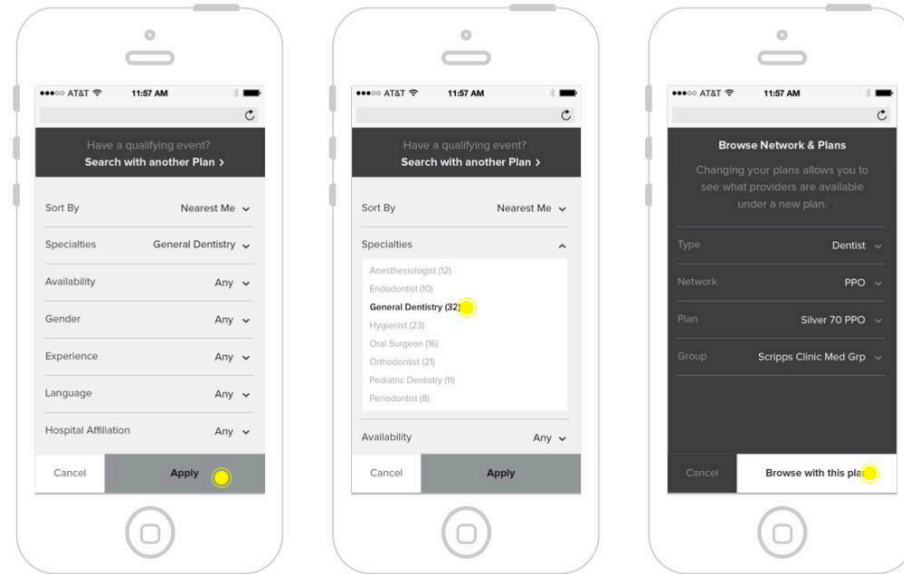 ●●●○○ AT&T 11:57 AM
Have a qualifying event?
Search with another Plan >
Sort By Nearest Me
Specialties General Dentistry
Availability Any
Gender Any
Experience Any
Language Any
Hospital Affiliation Any
Cancel Apply
●●●○○ AT&T 11:57 AM
Have a qualifying event?
Search with another Plan >
Sort By Nearest Me
Specialties
Anesthesiologist (12)
Endodontist (10)
General Dentistry (32)
Hygienist (23)
Oral Surgeon (16)
Orthodontist (21)
Pediatric Dentistry (11)
Periodontist (8)
Availability Any
Cancel Apply
●●●○○ AT&T 11:57 AM
Browse Network & Plans
Changing your plans allows you to
see what providers are available
under a new plan.
Type Dentist
Network PPO
Plan Silver 70 PPO
Group Scripps Clinic Med Grp
Cancel Browse with this plan